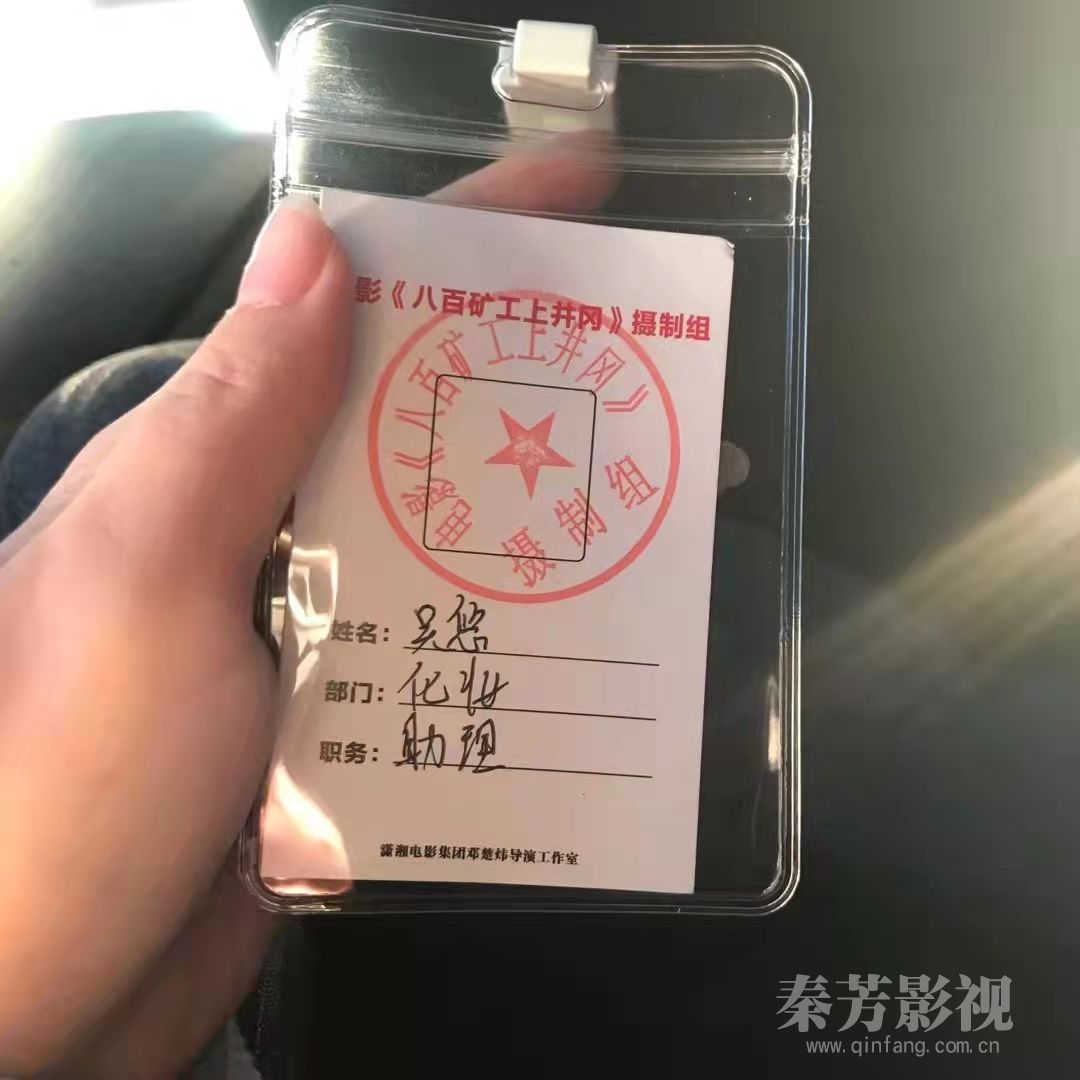 影《八百矿工上井冈》摄制组
电影《八百矿工上井冈》
摄制组
姓名：吴悠
部门：化妆
职务：助理
潇湘电影集团邓楚炜导演工作室
秦芳影视
www.qinfang.com.cn